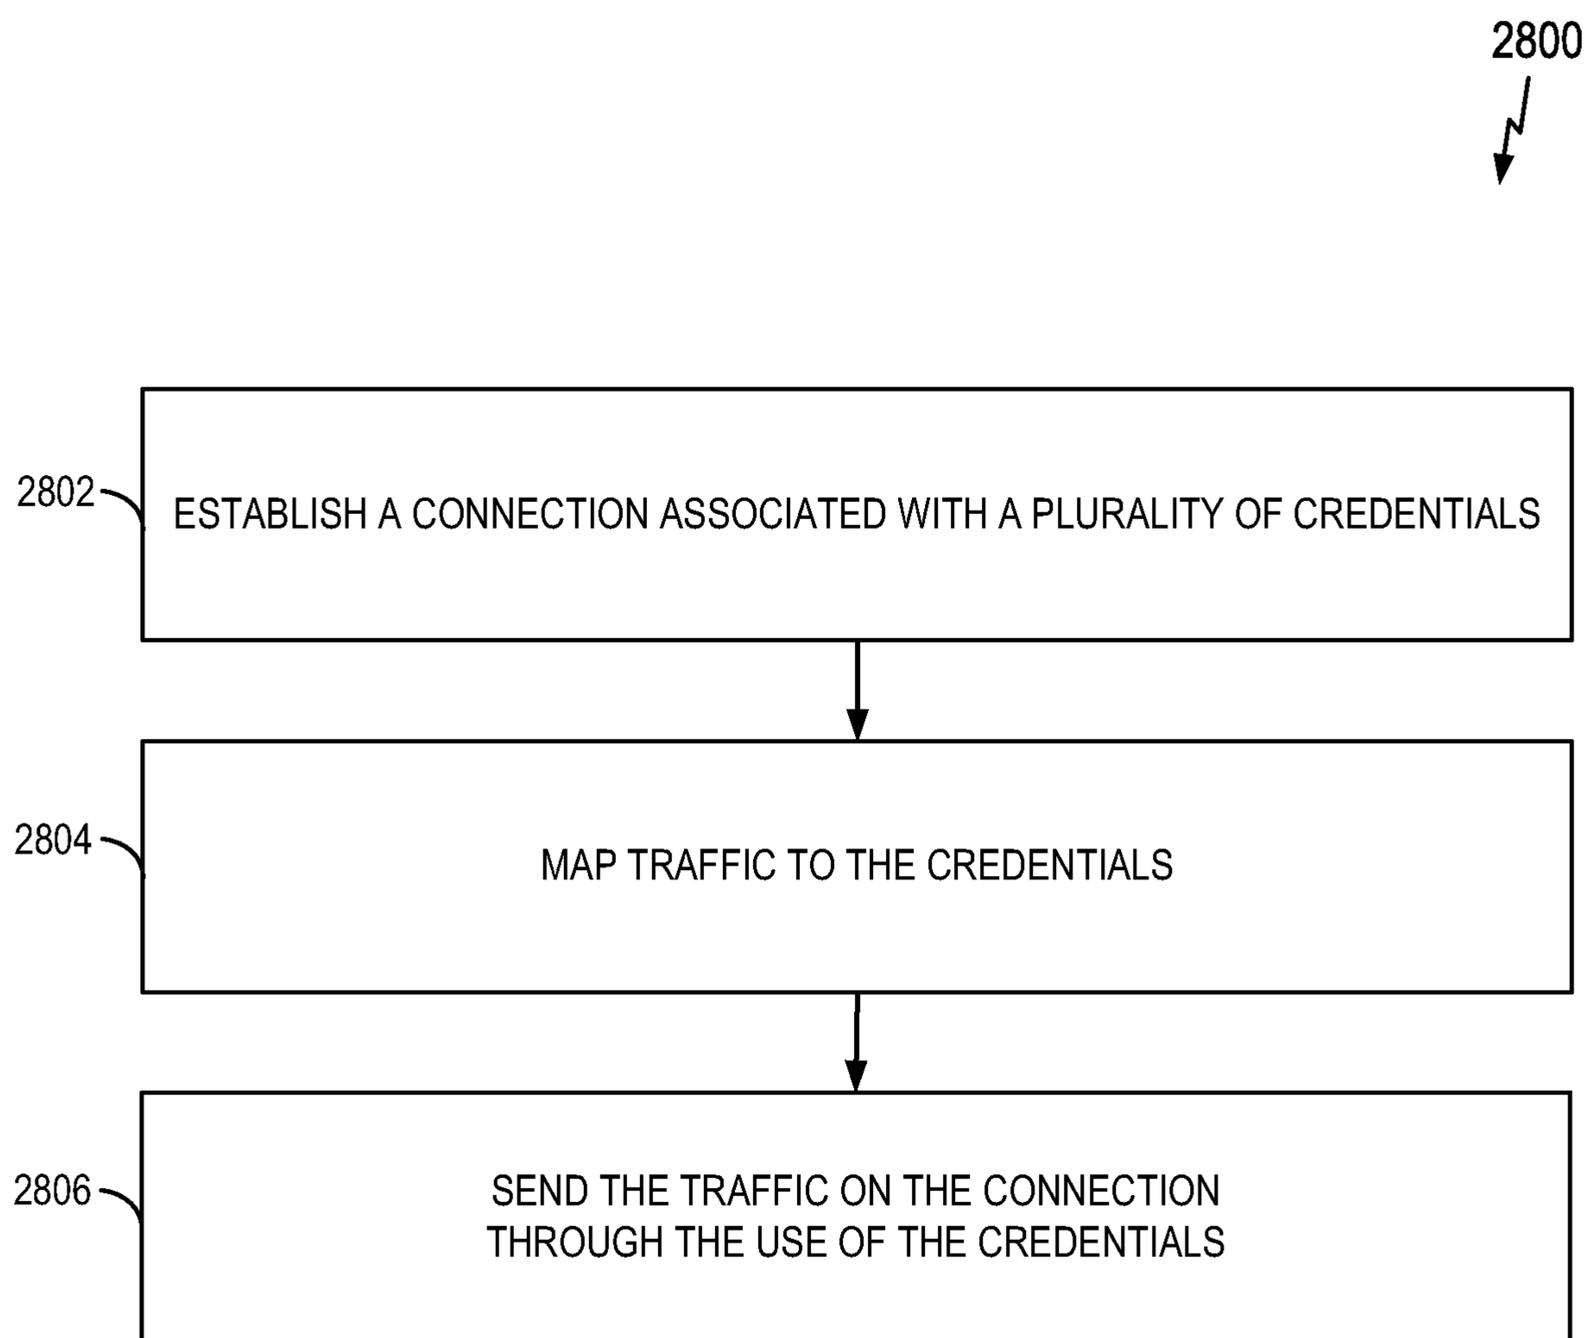 2800
2802
ESTABLISH A CONNECTION ASSOCIATED WITH A PLURALITY OF CREDENTIALS
2804
MAP TRAFFIC TO THE CREDENTIALS
2806
SEND THE TRAFFIC ON THE CONNECTION
THROUGH THE USE OF THE CREDENTIALS